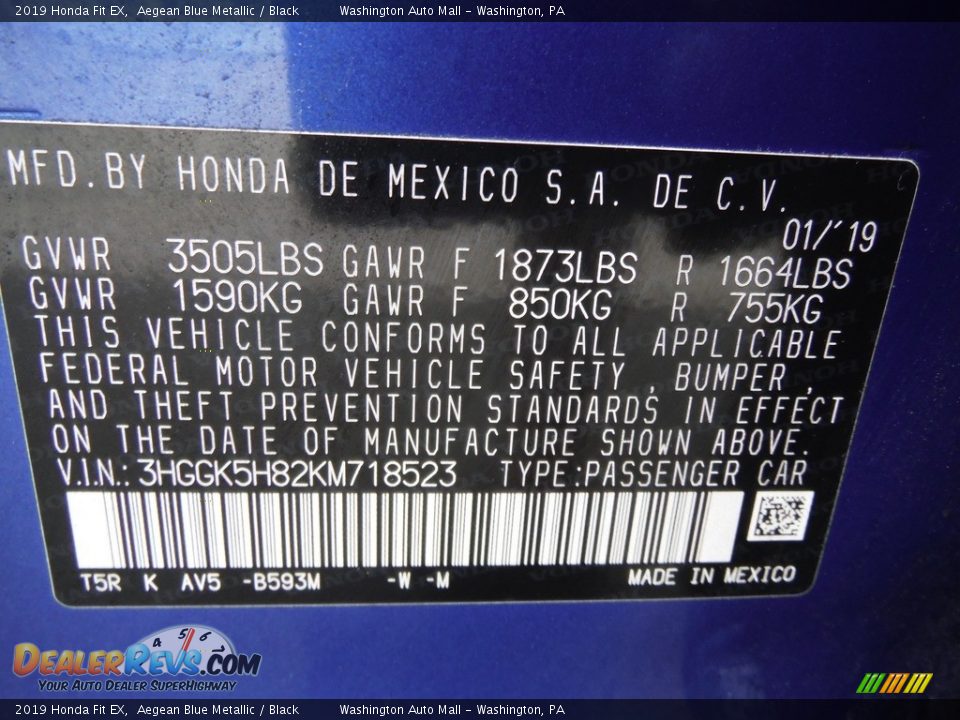 2019 Honda Fit EX,  Aegean Blue Metallic / Black          Washington Auto Mall - Washington, PA
MFD. BY HONDA DE MEXICO S.A. DE C.V.
01/'19
GVWR 3505LBS GAWR F 1873LBS R 1664LBS
GVWR 1590KG GAWR F 850KG R 755KG
THIS VEHICLE CONFORMS TO ALL APPLICABLE
FEDERAL MOTOR VEHICLE SAFETY, BUMPER,
AND THEFT PREVENTION STANDARDS IN EFFECT
ON THE DATE OF MANUFACTURE SHOWN ABOVE.
V.I.N.: 3HGGK5H82KM718523 TYPE:PASSENGER CAR
T5R K AV5 -B593M -W -M MADE IN MEXICO
4 5 6
DEALERREVS.COM
YOUR AUTO DEALER SUPERHIGHWAY
2019 Honda Fit EX,  Aegean Blue Metallic / Black          Washington Auto Mall - Washington, PA